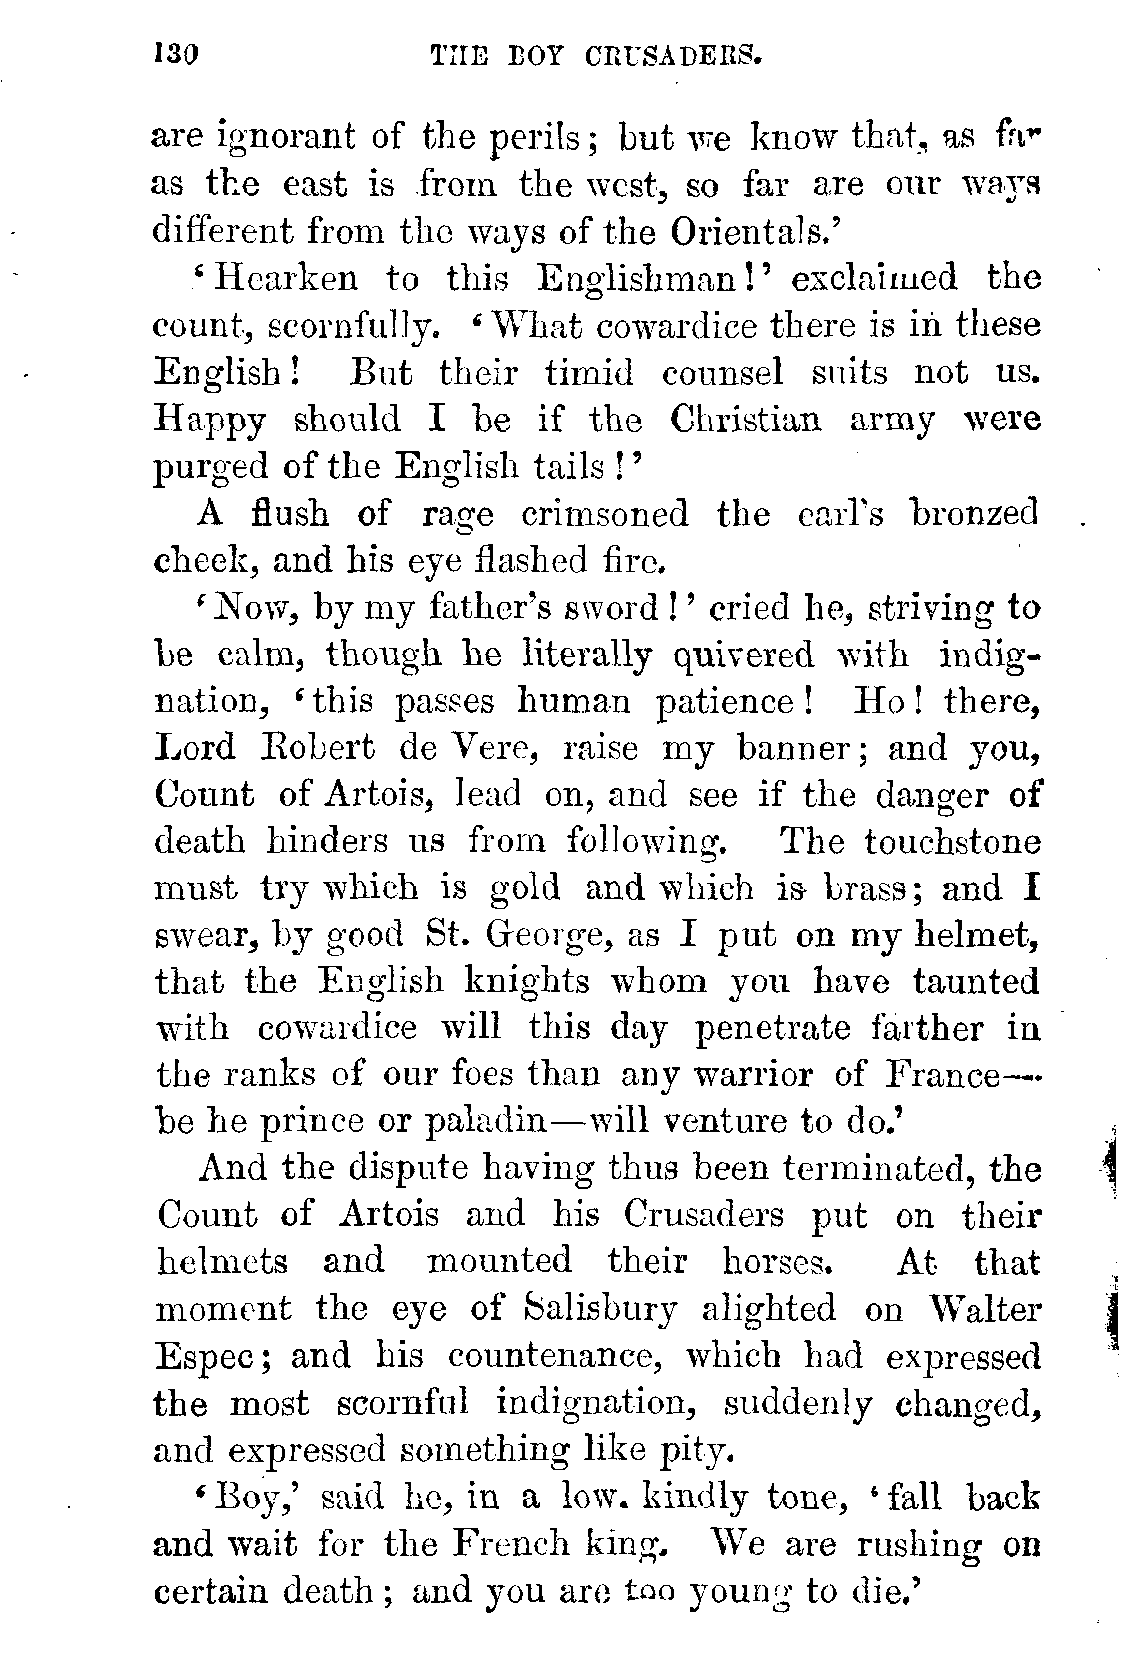 130 THE BOY CRUSADERS.
are ignorant of the perils; but we know that, as far
as the east is from the west, so far are our ways
different from the ways of the Orientals.’
‘Hearken to this Englishman!’ exclaimed the
count, scornfully. ‘What cowardice there is in these
English! But their timid counsel suits not us.
Happy should I be if the Christian army were
purged of the English tails!’
A flush of rage crimsoned the earl's bronzed
cheek, and his eye flashed fire.
‘Now, by my father’s sword!’ cried he, striving to
be calm, though he literally quivered with indig-
nation, ‘this passes human patience! Ho! there,
Lord Robert de Vere, raise my banner; and you,
Count of Artois, lead on, and see if the danger of
death hinders us from following. The touchstone
must try which is gold and which is brass; and I
swear, by good St. George, as I put on my helmet,
that the English knights whom you have taunted
with cowardice will this day penetrate farther in
the ranks of our foes than any warrior of France—
be he prince or paladin—will venture to do.’
And the dispute having thus been terminated, the
Count of Artois and his Crusaders put on their
helmets and mounted their horses. At that
moment the eye of Salisbury alighted on Walter
Espec; and his countenance, which had expressed
the most scornful indignation, suddenly changed,
and expressed something like pity.
‘Boy,’ said he, in a low. kindly tone, ‘fall back
and wait for the French king. We are rushing on
certain death; and you are too young to die.’